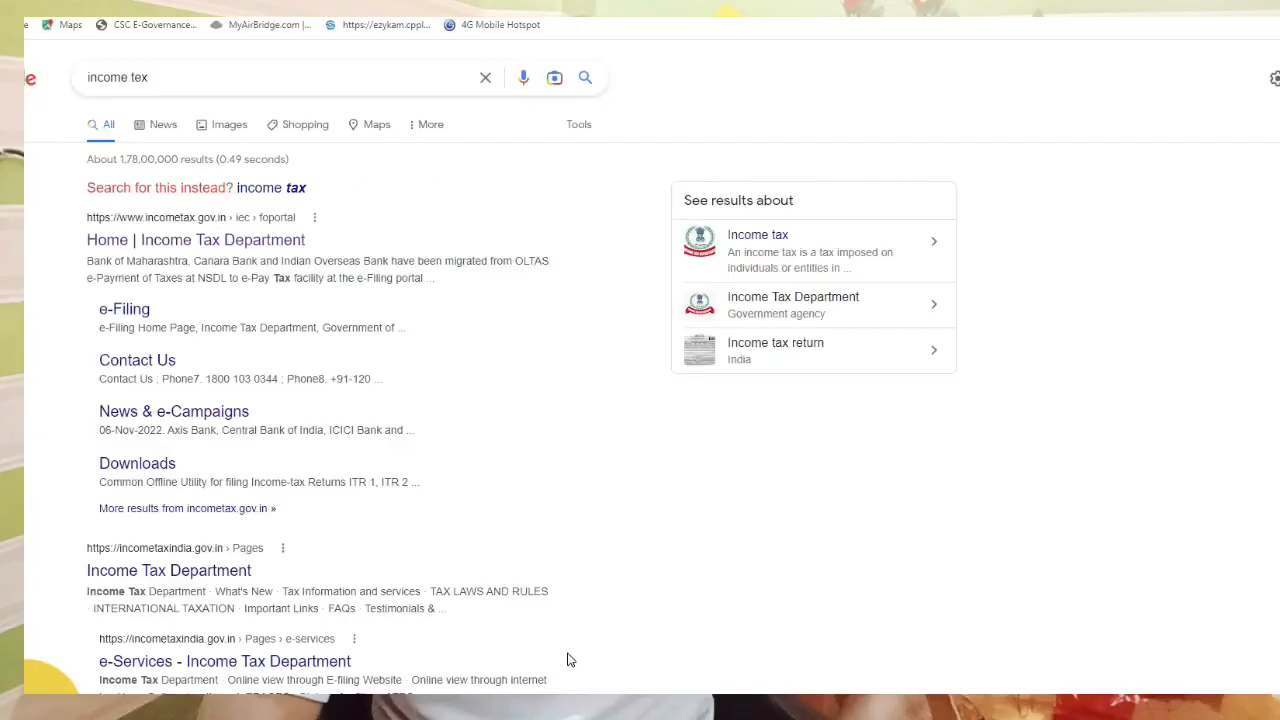 Maps CSC E-Governance... MyAirBridge.com |... https://ezykam.cppl... 4G Mobile Hotspot
e income tex
All News Images Shopping Maps More Tools
About 1,78,00,000 results (0.49 seconds)
Search for this instead? income tax
https://www.incometax.gov.in › iec › foportal
Home | Income Tax Department
Bank of Maharashtra, Canara Bank and Indian Overseas Bank have been migrated from OLTAS
e-Payment of Taxes at NSDL to e-Pay Tax facility at the e-Filing portal ...
e-Filing
e-Filing Home Page, Income Tax Department, Government of ...
Contact Us
Contact Us ; Phone7. 1800 103 0344 ; Phone8. +91-120 ...
News & e-Campaigns
06-Nov-2022. Axis Bank, Central Bank of India, ICICI Bank and ...
Downloads
Common Offline Utility for filing Income-tax Returns ITR 1, ITR 2 ...
More results from incometax.gov.in »
https://incometaxindia.gov.in › Pages
Income Tax Department
Income Tax Department · What's New · Tax Information and services · TAX LAWS AND RULES
· INTERNATIONAL TAXATION · Important Links · FAQs · Testimonials & ...
https://incometaxindia.gov.in › Pages › e-services
e-Services - Income Tax Department
Income Tax Department · Online view through E-filing Website · Online view through internet
See results about
Income tax
An income tax is a tax imposed on
individuals or entities in ...
Income Tax Department
Government agency
Income tax return
India